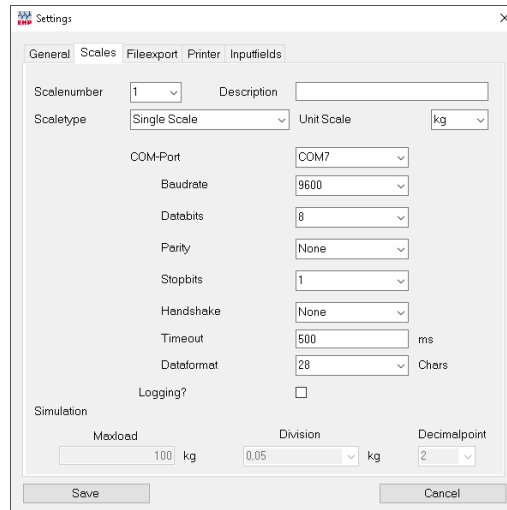 EHP Settings
General Scales Fileexport Printer Inputfields
Scalenumber 1 Description
Scaletype Single Scale Unit Scale kg
COM-Port COM7
Baudrate 9600
Databits 8
Parity None
Stopbits 1
Handshake None
Timeout 500 ms
Dataformat 28 Chars
Logging?
Simulation
Maxload Division Decimalpoint
100 kg 0,05 kg 2
Save Cancel